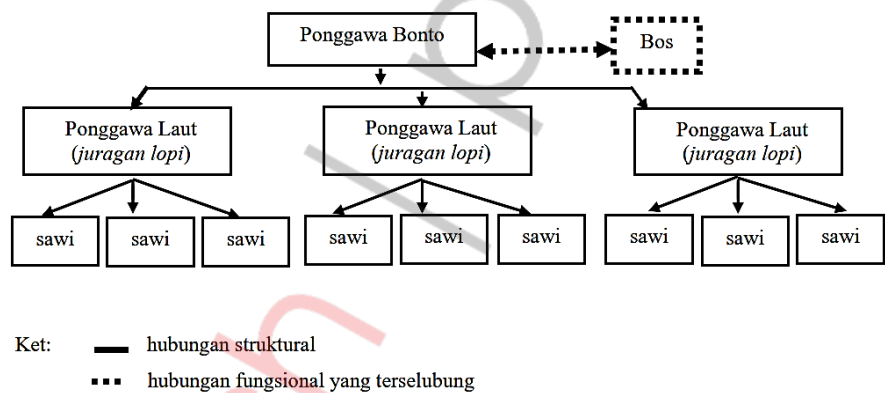 Ponggawa Bonto
Bos
Ponggawa Laut
(juragan lopi)
Ponggawa Laut
(juragan lopi)
Ponggawa Laut
(juragan lopi)
sawi
sawi
sawi
sawi
sawi
sawi
sawi
sawi
sawi
Ket:
hubungan struktural
hubungan fungsional yang terselubung